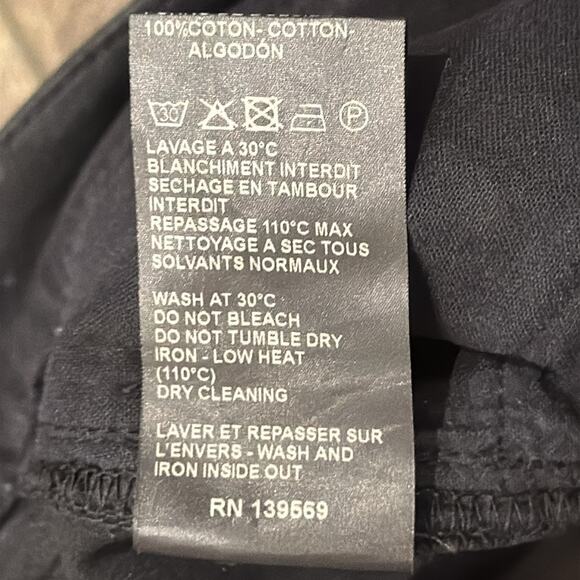 100%COTON- COTTON-
ALGODÓN
30 P
LAVAGE A 30°C
BLANCHIMENT INTERDIT
SECHAGE EN TAMBOUR
INTERDIT
REPASSAGE 110°C MAX
NETTOYAGE A SEC TOUS
SOLVANTS NORMAUX
WASH AT 30°C
DO NOT BLEACH
DO NOT TUMBLE DRY
IRON - LOW HEAT
(110°C)
DRY CLEANING
LAVER ET REPASSER SUR
L'ENVERS - WASH AND
IRON INSIDE OUT
RN 139569